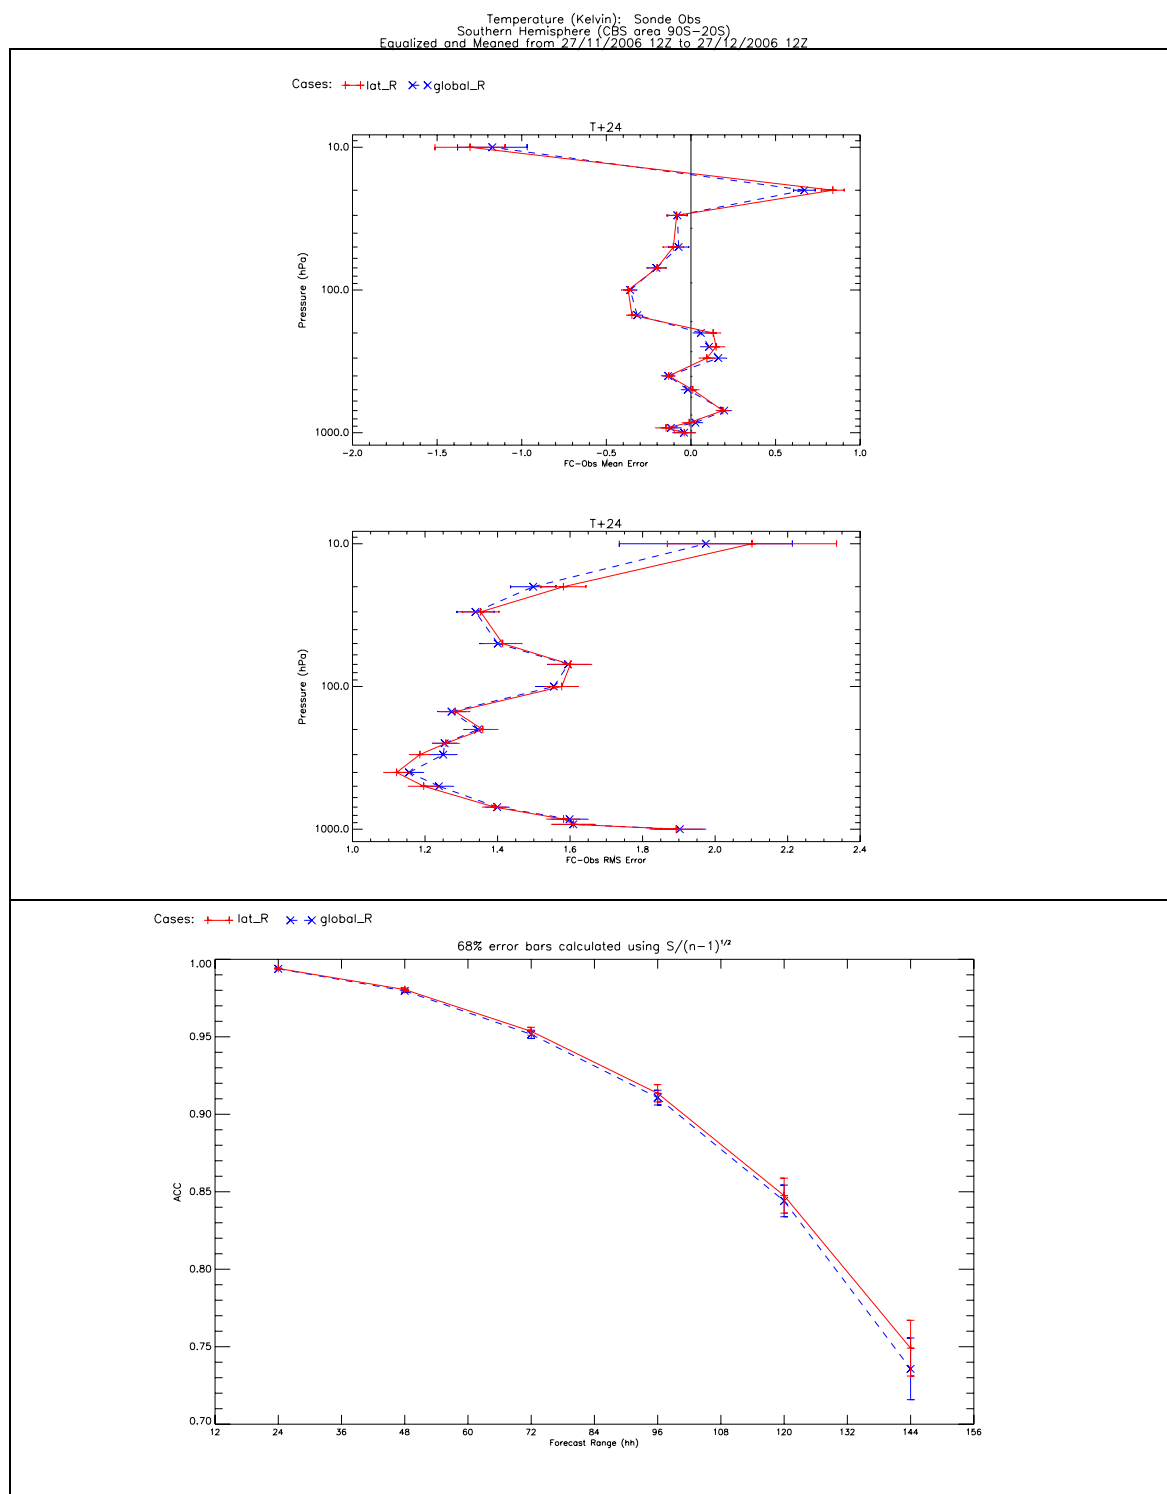 Temperature (Kelvin): Sonde Obs
Southern Hemisphere (CBS area 90S-20S)
Equalized and Meaned from 27/11/2006 12Z to 27/12/2006 12Z
Cases: lat_R global_R
T+24
10.0
100.0
1000.0
Pressure (hPa)
-2.0 -1.5 -1.0 -0.5 0.0 0.5 1.0
FC-Obs Mean Error
T+24
10.0
100.0
1000.0
Pressure (hPa)
1.0 1.2 1.4 1.6 1.8 2.0 2.2 2.4
FC-Obs RMS Error
Cases: lat_R global_R
68% error bars calculated using S/(n-1)^1/2
1.00
0.95
0.90
0.85
0.80
0.75
0.70
ACC
12 24 36 48 60 72 84 96 108 120 132 144 156
Forecast Range (hh)